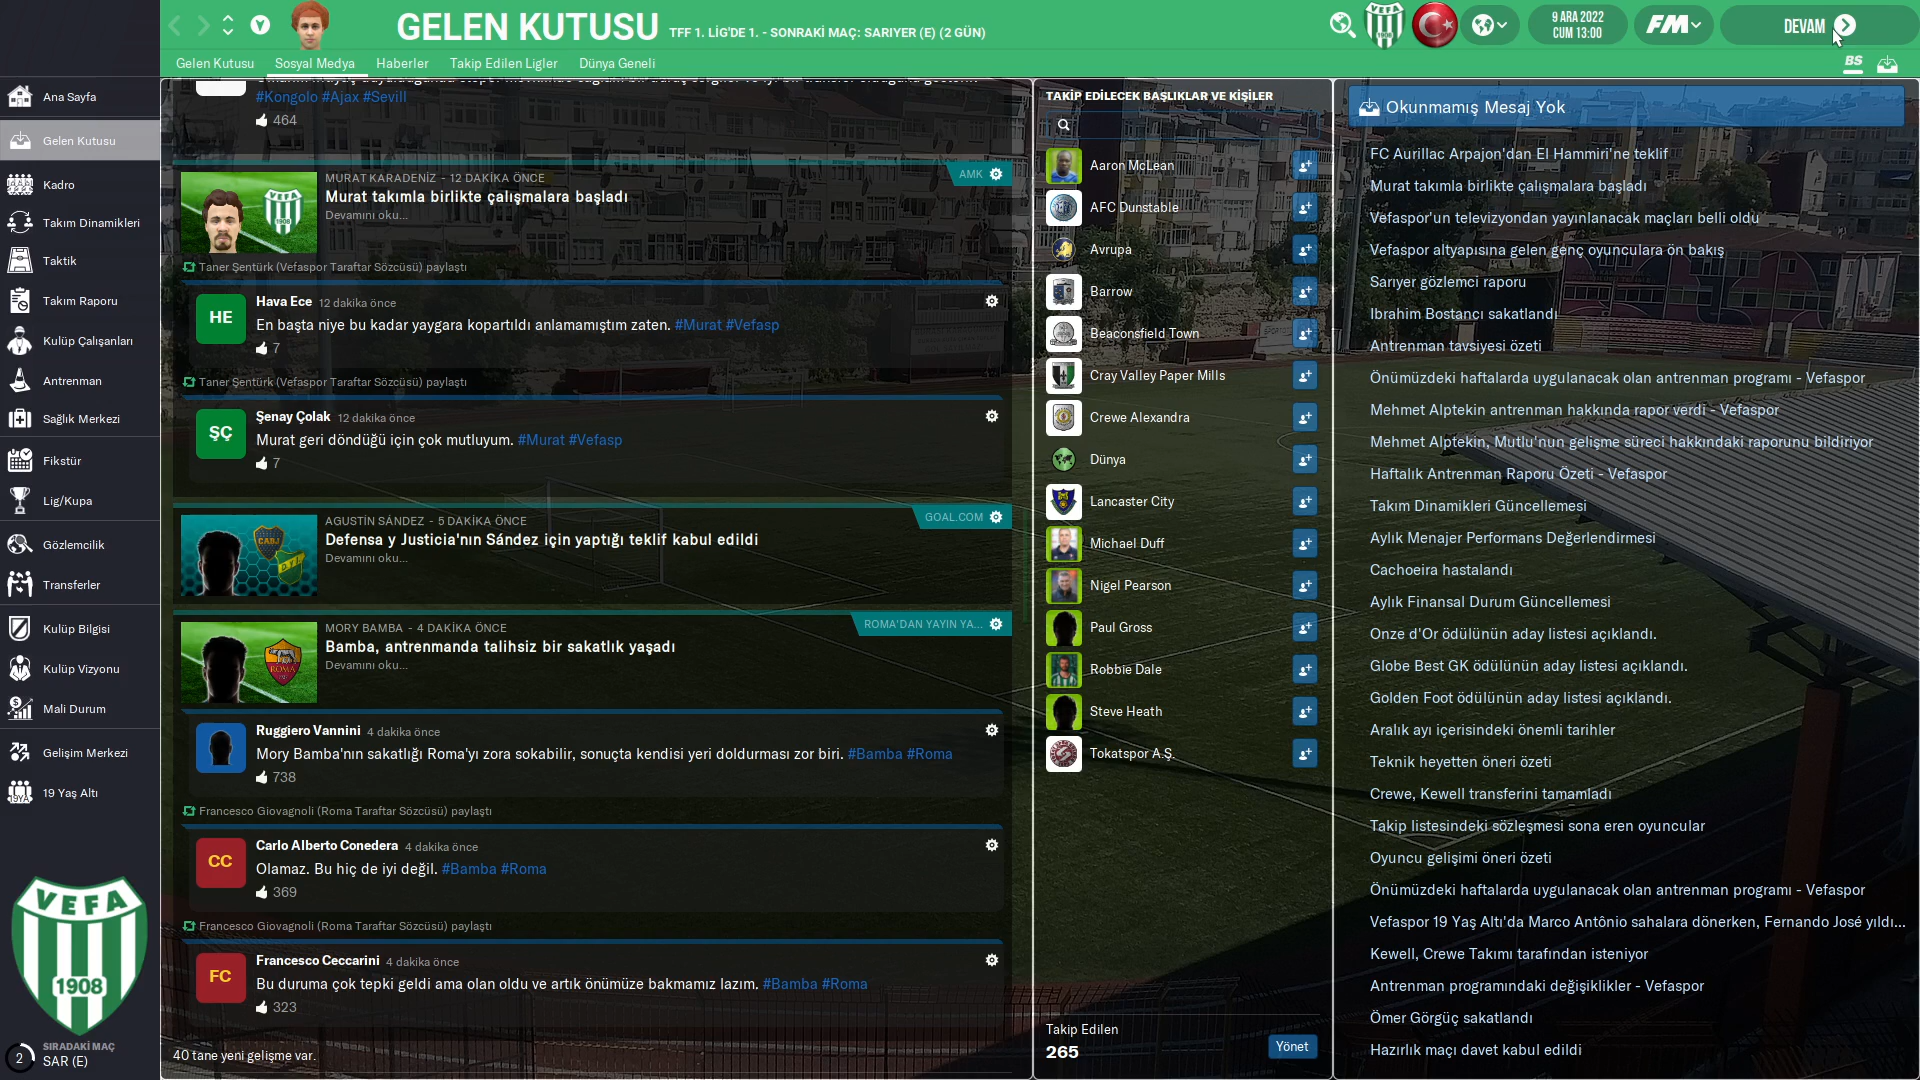 GELEN KUTUSU
TFF 1. LİG'DE 1. - SONRAKİ MAÇ: SARIYER (E) (2 GÜN)
VEFA
9 ARA 2022
CUM 13:00
FM
DEVAM
Gelen Kutusu
Sosyal Medya
Haberler
Takip Edilen Ligler
Dünya Geneli
BS
Ana Sayfa
Gelen Kutusu
Kadro
Takım Dinamikleri
Taktik
Takım Raporu
Kulüp Çalışanları
Antrenman
Sağlık Merkezi
Fikstür
Lig/Kupa
Gözlemcilik
Transferler
Kulüp Bilgisi
Kulüp Vizyonu
Mali Durum
Gelişim Merkezi
19 Yaş Altı
VEFA
1908
2
SIRADAKİ MAÇ
SAR (E)
#Kongolo #Ajax #Sevill
464
MURAT KARADENİZ - 12 DAKİKA ÖNCE
AMK
Murat takımla birlikte çalışmalara başladı
Devamını oku...
Taner Şentürk (Vefaspor Taraftar Sözcüsü) paylaştı
HE
Hava Ece 12 dakika önce
En başta niye bu kadar yaygara kopartıldı anlamamıştım zaten. #Murat #Vefasp
7
Taner Şentürk (Vefaspor Taraftar Sözcüsü) paylaştı
ŞÇ
Şenay Çolak 12 dakika önce
Murat geri döndüğü için çok mutluyum. #Murat #Vefasp
7
AGUSTÍN SÁNDEZ - 5 DAKİKA ÖNCE
GOAL.COM
Defensa y Justicia'nın Sández için yaptığı teklif kabul edildi
Devamını oku...
MORY BAMBA - 4 DAKİKA ÖNCE
ROMA'DAN YAYIN YA...
Bamba, antrenmanda talihsiz bir sakatlık yaşadı
Devamını oku...
Ruggiero Vannini 4 dakika önce
Mory Bamba'nın sakatlığı Roma'yı zora sokabilir, sonuçta kendisi yeri doldurması zor biri. #Bamba #Roma
738
Francesco Giovagnoli (Roma Taraftar Sözcüsü) paylaştı
CC
Carlo Alberto Conedera 4 dakika önce
Olamaz. Bu hiç de iyi değil. #Bamba #Roma
369
Francesco Giovagnoli (Roma Taraftar Sözcüsü) paylaştı
FC
Francesco Ceccarini 4 dakika önce
Bu duruma çok tepki geldi ama olan oldu ve artık önümüze bakmamız lazım. #Bamba #Roma
323
40 tane yeni gelişme var.
TAKİP EDİLECEK BAŞLIKLAR VE KİŞİLER
Aaron McLean
AFC Dunstable
Avrupa
Barrow
Beaconsfield Town
Cray Valley Paper Mills
Crewe Alexandra
Dünya
Lancaster City
Michael Duff
Nigel Pearson
Paul Gross
Robbie Dale
Steve Heath
Tokatspor A.Ş.
Takip Edilen
265
Yönet
Okunmamış Mesaj Yok
FC Aurillac Arpajon'dan El Hammiri'ne teklif
Murat takımla birlikte çalışmalara başladı
Vefaspor'un televizyondan yayınlanacak maçları belli oldu
Vefaspor altyapısına gelen genç oyunculara ön bakış
Sarıyer gözlemci raporu
Ibrahim Bostancı sakatlandı
Antrenman tavsiyesi özeti
Önümüzdeki haftalarda uygulanacak olan antrenman programı - Vefaspor
Mehmet Alptekin antrenman hakkında rapor verdi - Vefaspor
Mehmet Alptekin, Mutlu'nun gelişme süreci hakkındaki raporunu bildiriyor
Haftalık Antrenman Raporu Özeti - Vefaspor
Takım Dinamikleri Güncellemesi
Aylık Menajer Performans Değerlendirmesi
Cachoeira hastalandı
Aylık Finansal Durum Güncellemesi
Onze d'Or ödülünün aday listesi açıklandı.
Globe Best GK ödülünün aday listesi açıklandı.
Golden Foot ödülünün aday listesi açıklandı.
Aralık ayı içerisindeki önemli tarihler
Teknik heyetten öneri özeti
Crewe, Kewell transferini tamamladı
Takip listesindeki sözleşmesi sona eren oyuncular
Oyuncu gelişimi öneri özeti
Önümüzdeki haftalarda uygulanacak olan antrenman programı - Vefaspor
Vefaspor 19 Yaş Altı'da Marco Antônio sahalara dönerken, Fernando José yıldı...
Kewell, Crewe Takımı tarafından isteniyor
Antrenman programındaki değişiklikler - Vefaspor
Ömer Görgüç sakatlandı
Hazırlık maçı davet kabul edildi